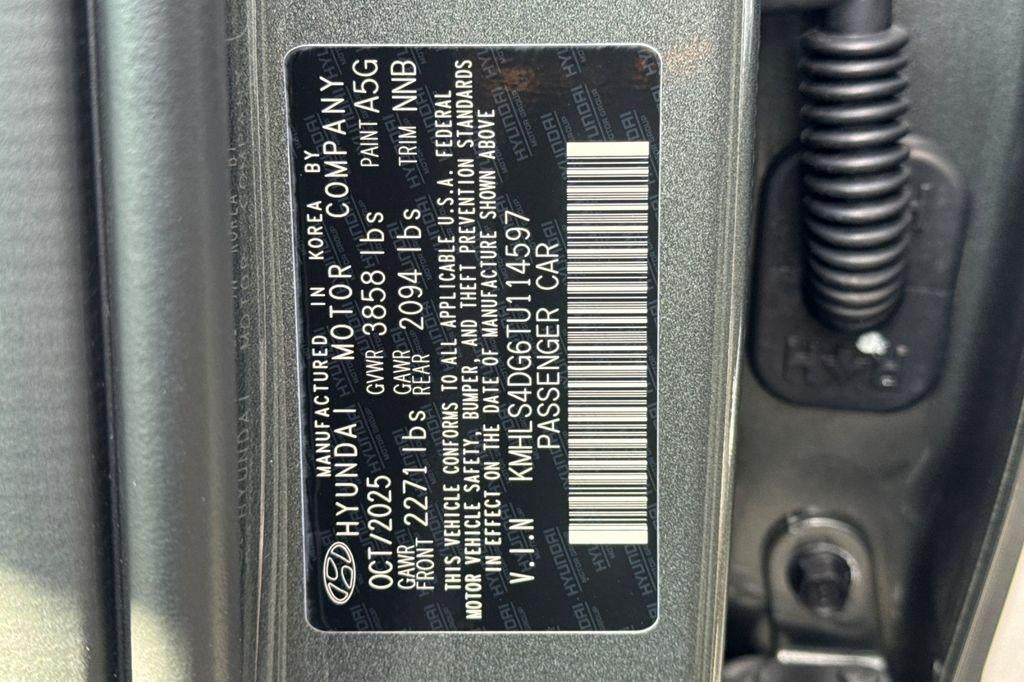 MANUFACTURED IN KOREA BY
HYUNDAI MOTOR COMPANY
OCT/2025 GVWR 3858 lbs PAINT A5G
GAWR FRONT 2271 lbs GAWR REAR 2094 lbs TRIM NNB
THIS VEHICLE CONFORMS TO ALL APPLICABLE U.S.A. FEDERAL
MOTOR VEHICLE SAFETY, BUMPER, AND THEFT PREVENTION STANDARDS
IN EFFECT ON THE DATE OF MANUFACTURE SHOWN ABOVE
V.I.N KMHLS4DG6TU114597
PASSENGER CAR